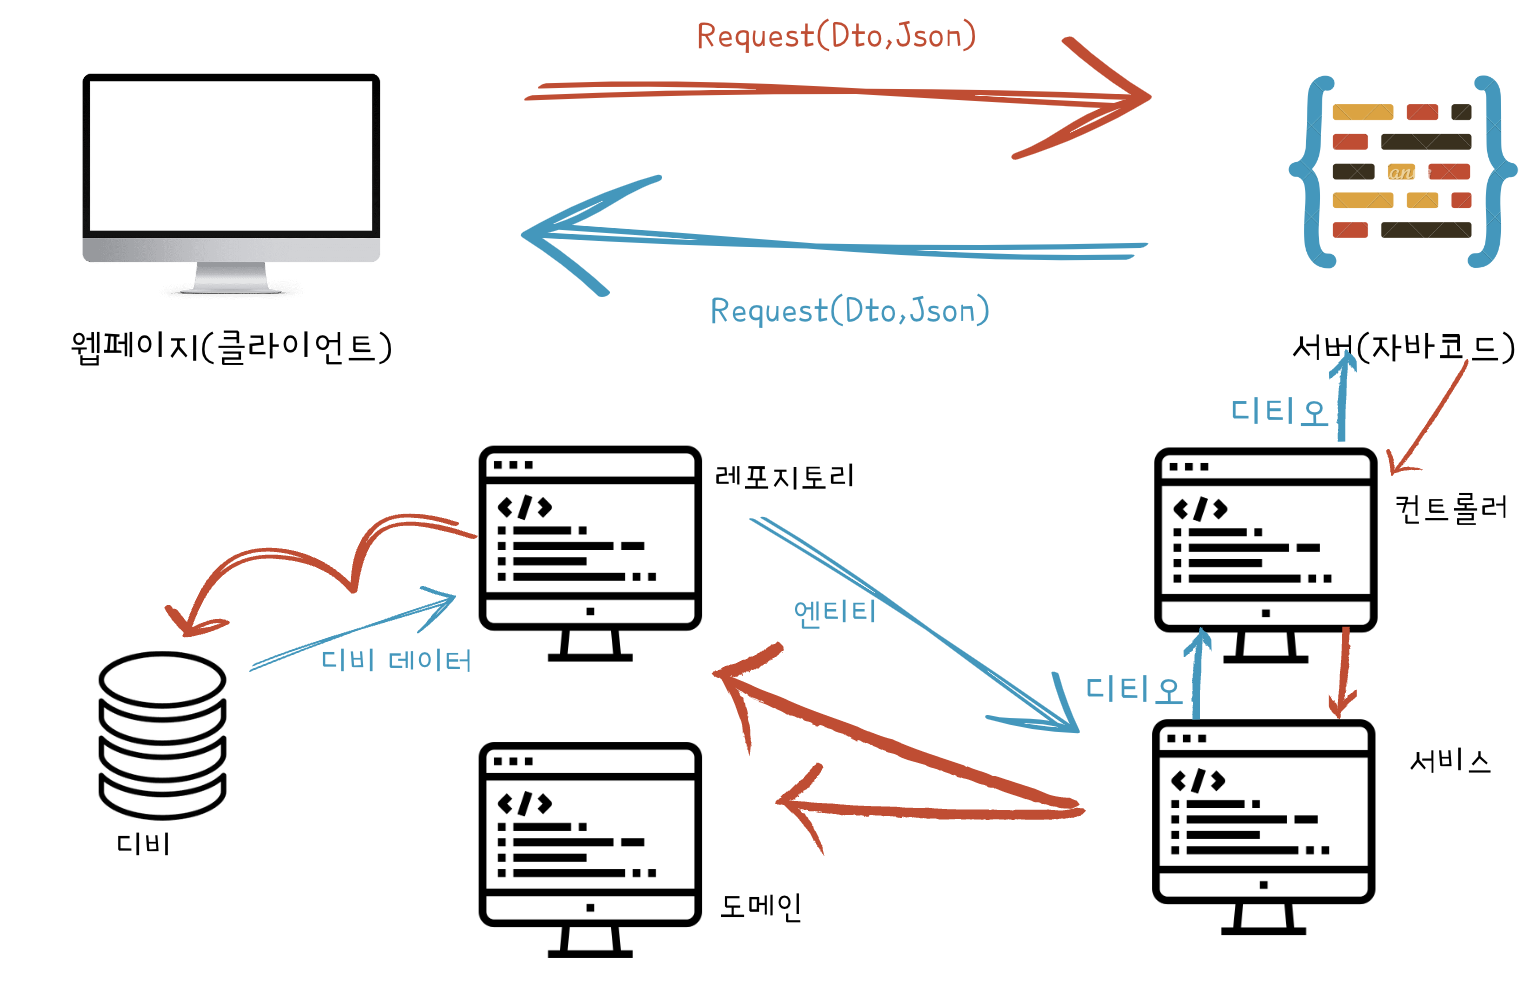 Request(Dto,Json)
Request(Dto,Json)
웹페이지(클라이언트)
서버(자바코드)
디티오
레포지토리
컨트롤러
엔티티
디비 데이터
디티오
서비스
디비
도메인